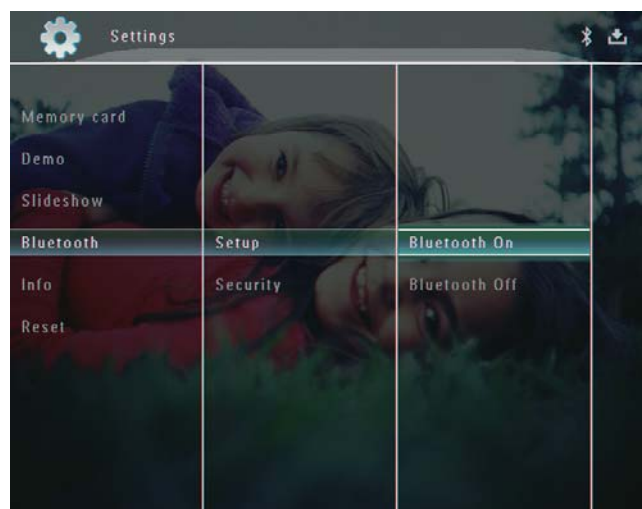 Settings
Memory card
Demo
Slideshow
Bluetooth
Info
Reset
Setup
Security
Bluetooth On
Bluetooth Off